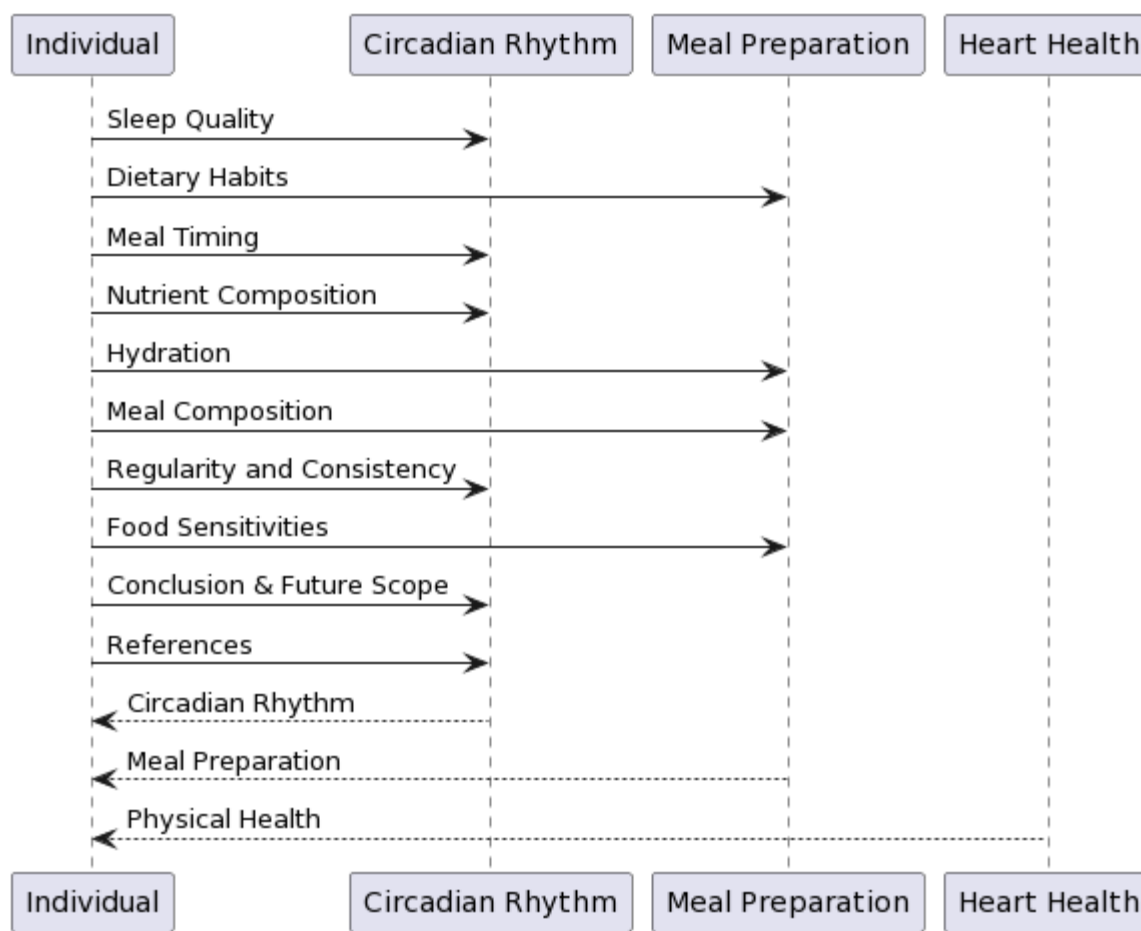 Individual Circadian Rhythm Meal Preparation Heart Health
Sleep Quality
Dietary Habits
Meal Timing
Nutrient Composition
Hydration
Meal Composition
Regularity and Consistency
Food Sensitivities
Conclusion & Future Scope
References
Circadian Rhythm
Meal Preparation
Physical Health
Individual Circadian Rhythm Meal Preparation Heart Health